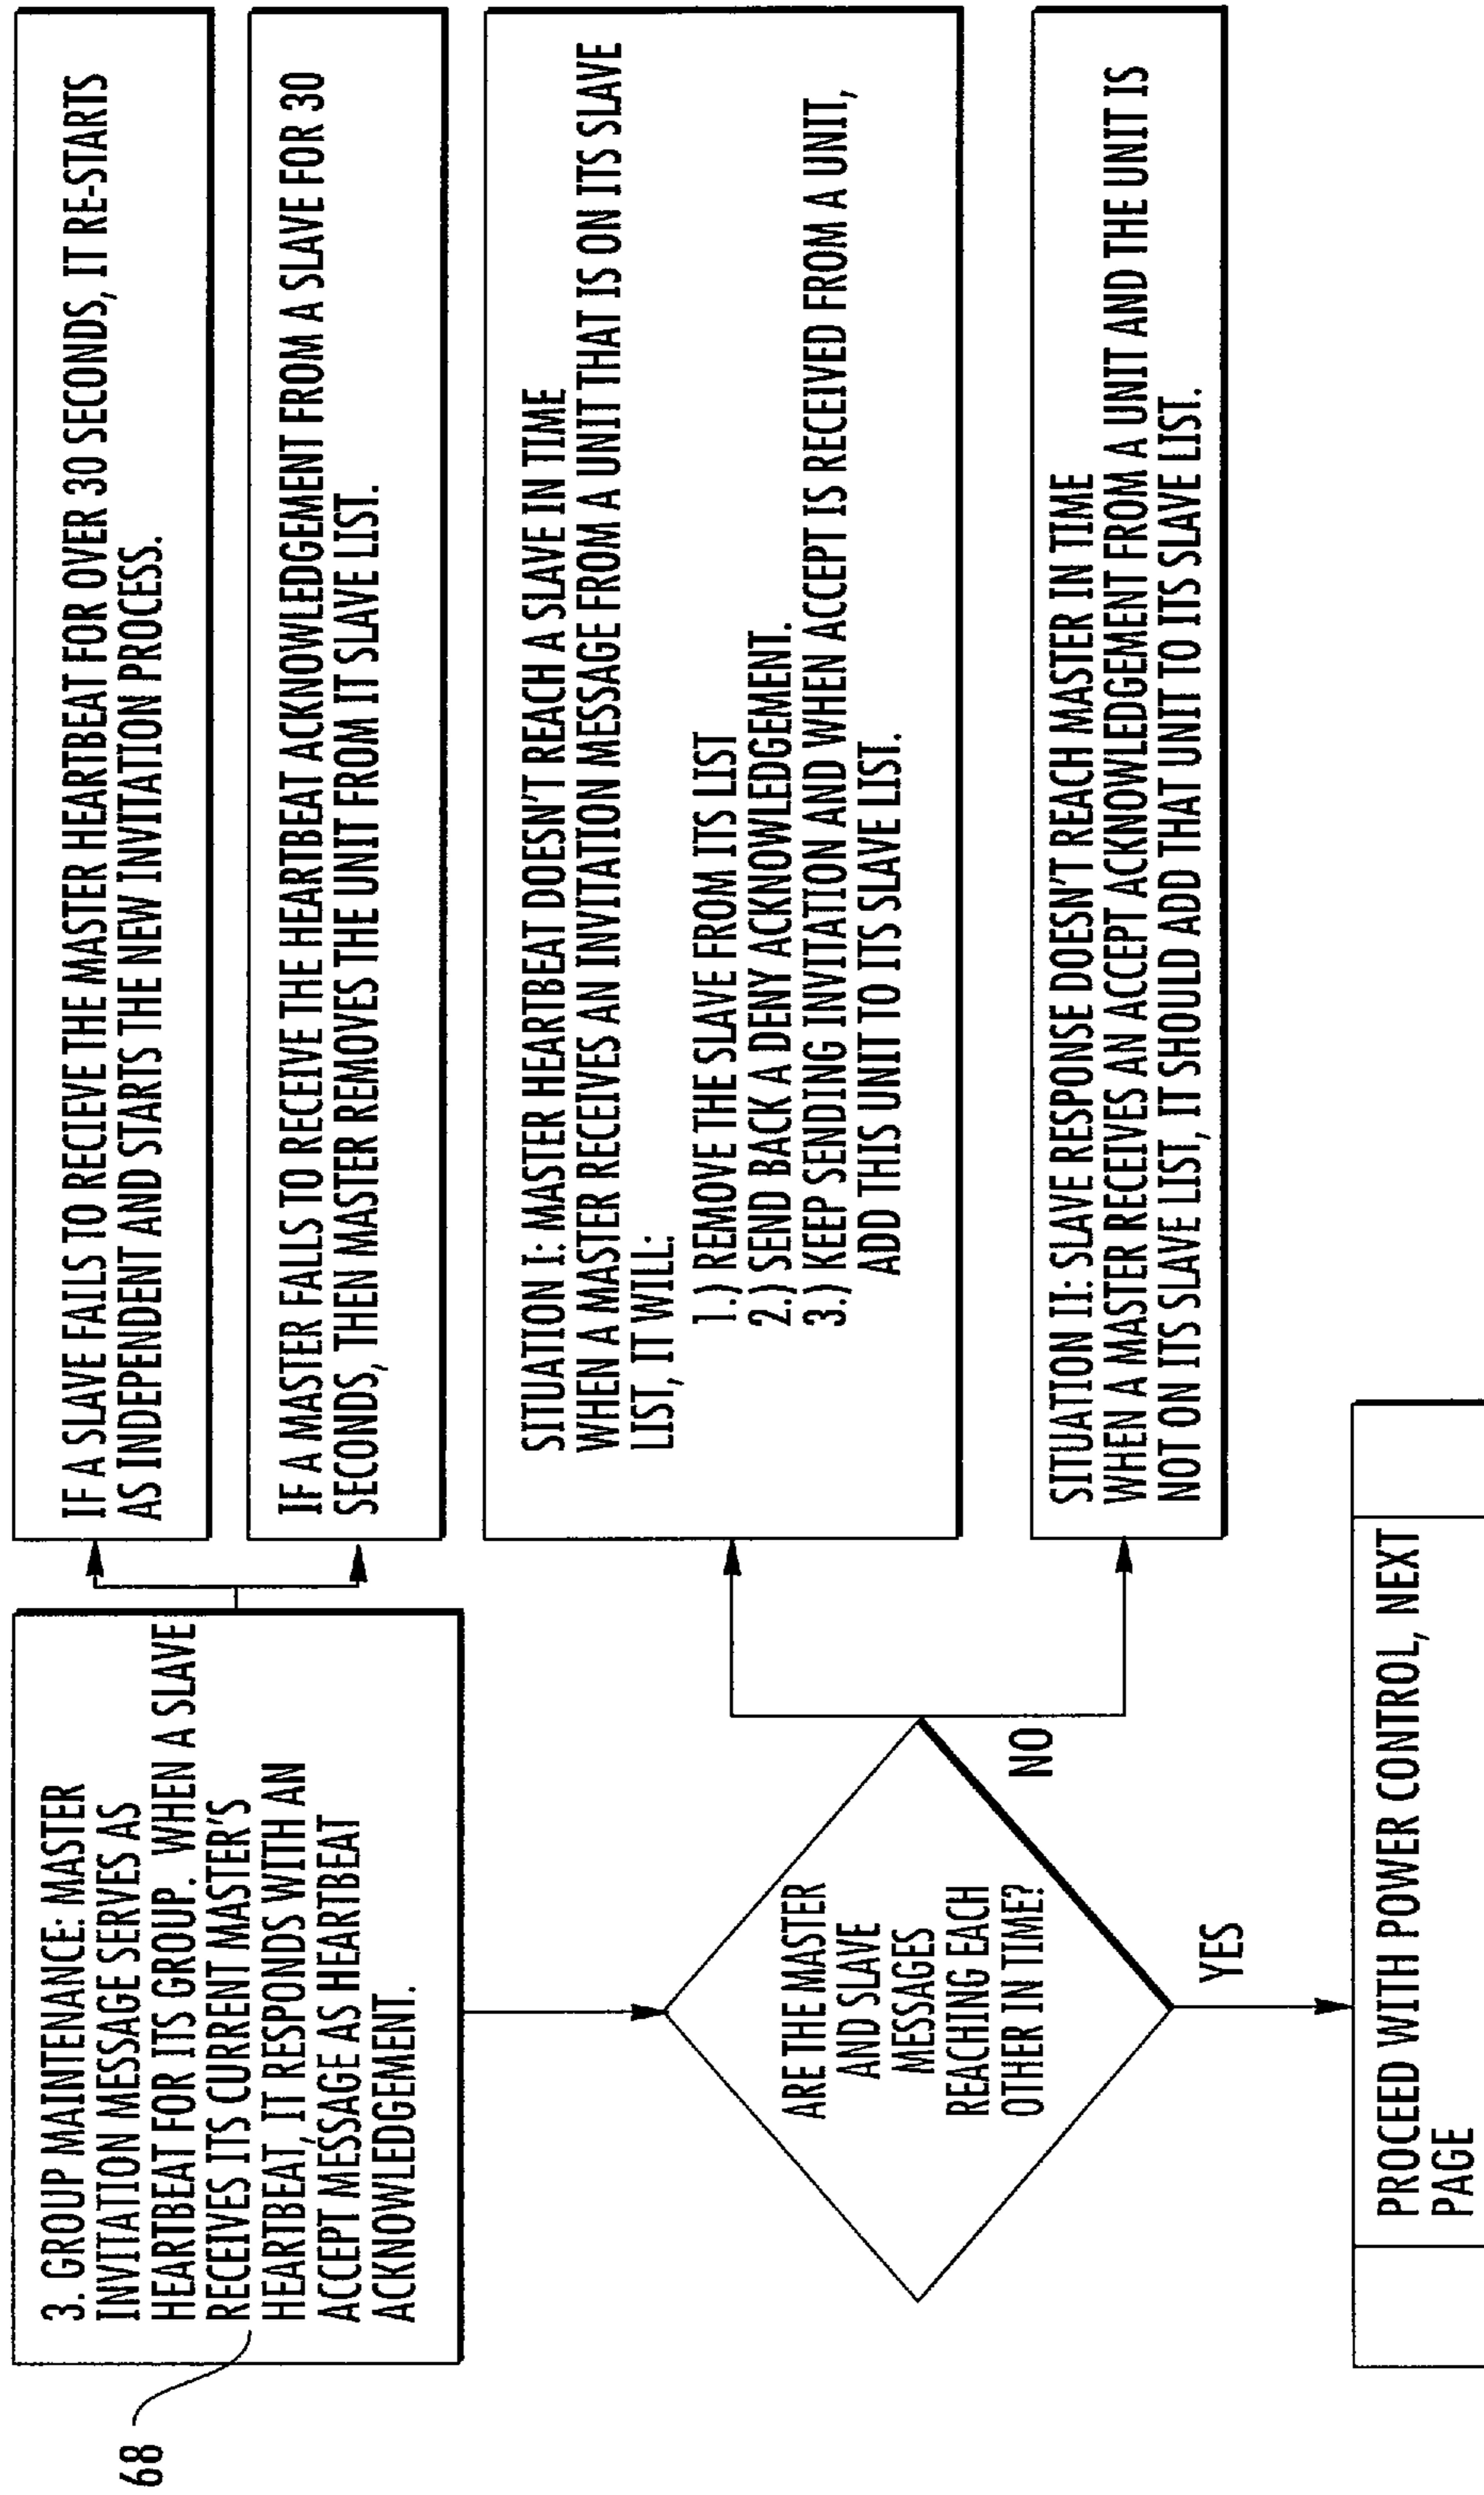 68
3. GROUP MAINTENANCE: MASTER
INVITATION MESSAGE SERVES AS
HEARTBEAT FOR ITS GROUP. WHEN A SLAVE
RECEIVES ITS CURRENT MASTER'S
HEARTBEAT, IT RESPONDS WITH AN
ACCEPT MESSAGE AS HEARTBEAT
ACKNOWLEDGEMENT.
IF A SLAVE FAILS TO RECIEVE THE MASTER HEARTBEAT FOR OVER 30 SECONDS, IT RE-STARTS
AS INDEPENDENT AND STARTS THE NEW INVITATION PROCESS.
IF A MASTER FALLS TO RECEIVE THE HEARTBEAT ACKNOWLEDGEMENT FROM A SLAVE FOR 30
SECONDS, THEN MASTER REMOVES THE UNIT FROM IT SLAVE LIST.
ARE THE MASTER
AND SLAVE
MESSAGES
REACHING EACH
OTHER IN TIME?
NO
SITUATION I: MASTER HEARTBEAT DOESN'T REACH A SLAVE IN TIME
WHEN A MASTER RECEIVES AN INVITATION MESSAGE FROM A UNIT THAT IS ON ITS SLAVE
LIST, IT WILL:
1.) REMOVE THE SLAVE FROM ITS LIST
2.) SEND BACK A DENY ACKNOWLEDGEMENT.
3.) KEEP SENDING INVITATION AND WHEN ACCEPT IS RECEIVED FROM A UNIT,
ADD THIS UNIT TO ITS SLAVE LIST.
SITUATION II: SLAVE RESPONSE DOESN'T REACH MASTER IN TIME
WHEN A MASTER RECEIVES AN ACCEPT ACKNOWLEDGEMENT FROM A UNIT AND THE UNIT IS
NOT ON ITS SLAVE LIST, IT SHOULD ADD THAT UNIT TO ITS SLAVE LIST.
YES
PROCEED WITH POWER CONTROL, NEXT
PAGE